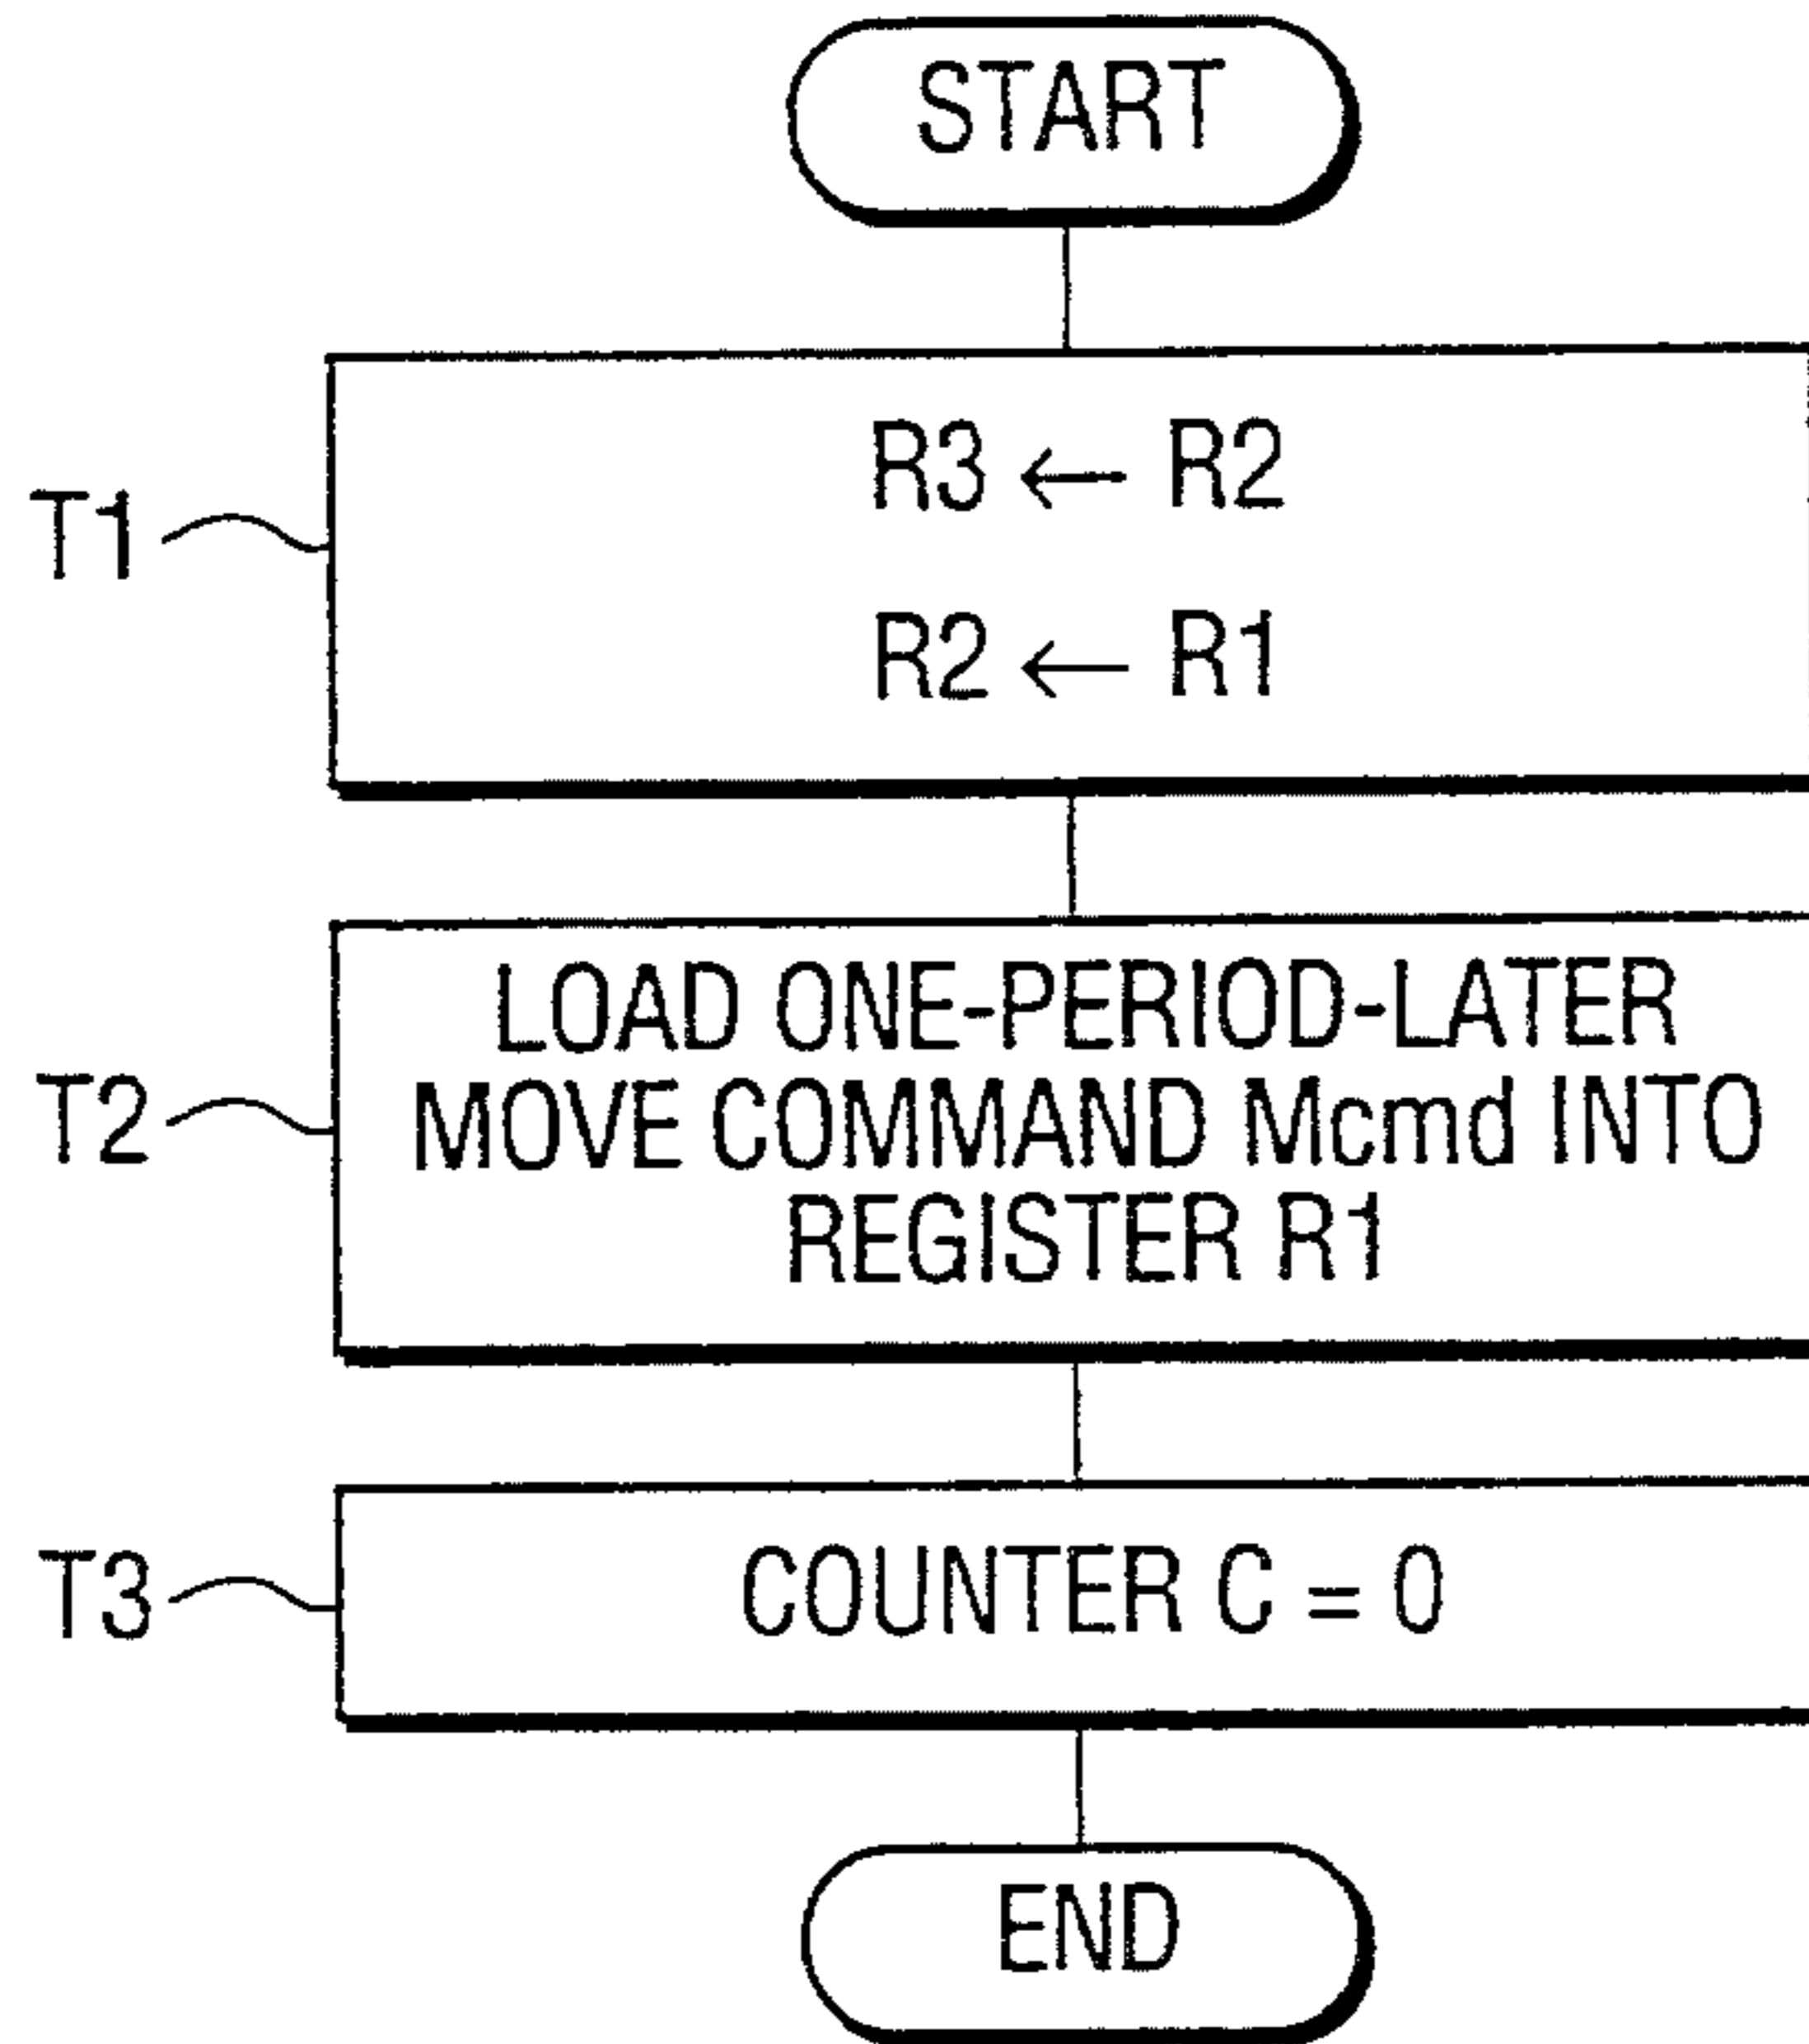 START
T1
R3 ← R2
R2 ← R1
T2
LOAD ONE-PERIOD-LATER
MOVE COMMAND Mcmd INTO
REGISTER R1
T3
COUNTER C = 0
END